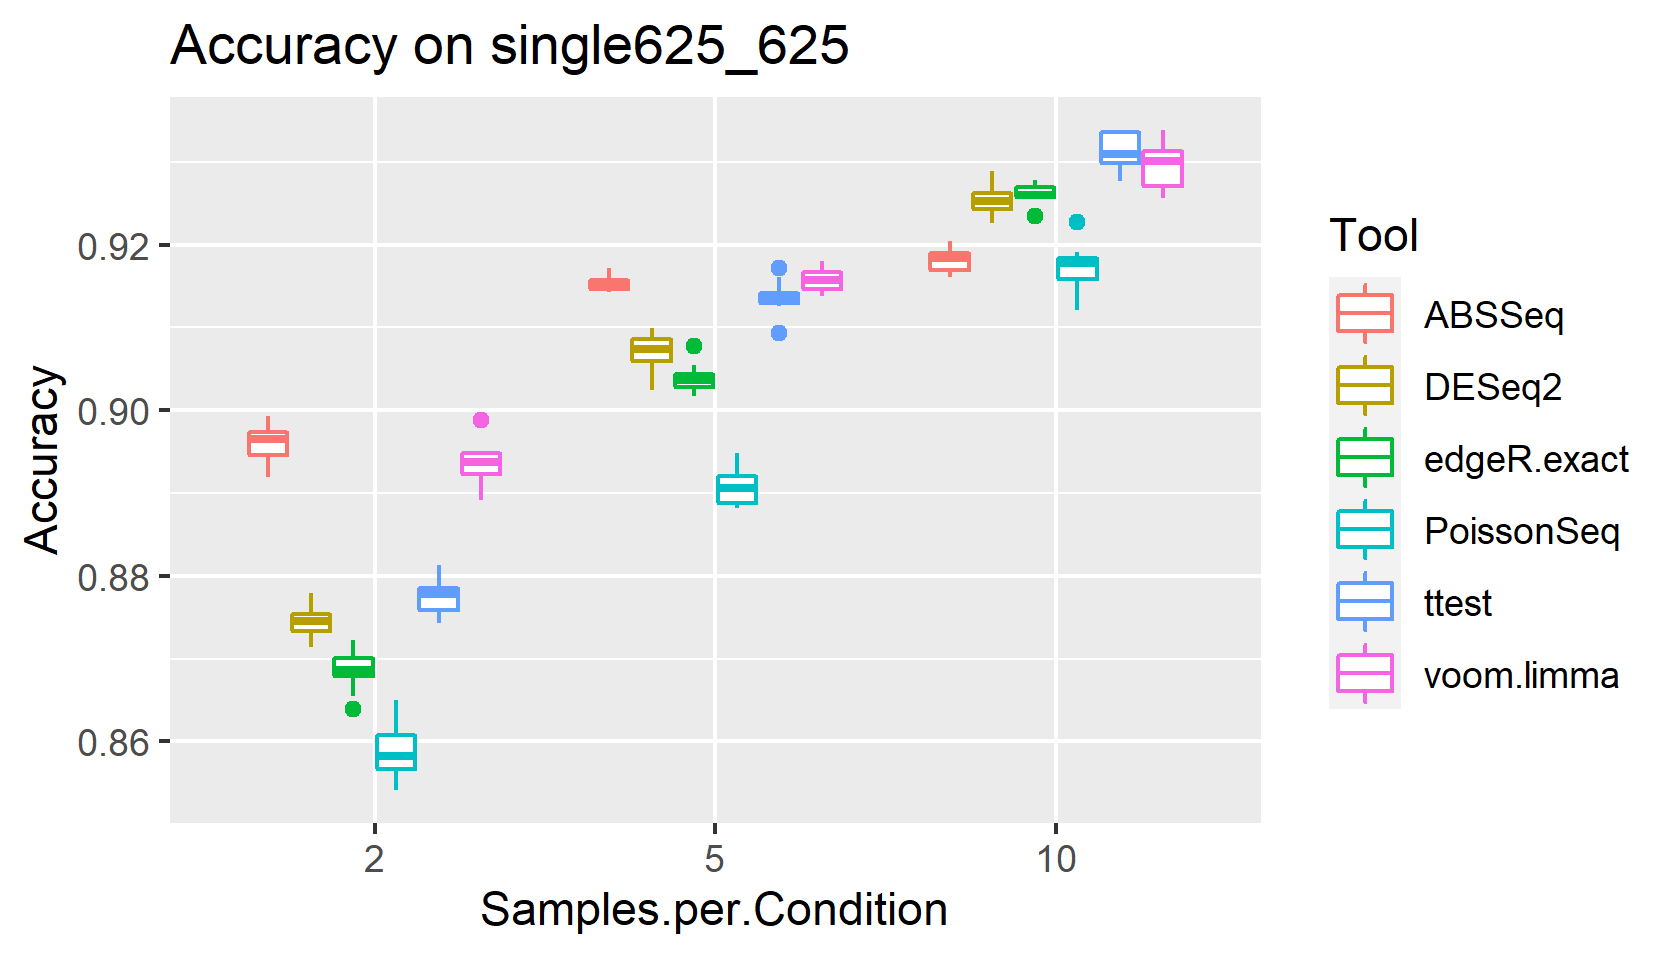 Accuracy on single625_625
Accuracy
0.92
0.90
0.88
0.86
2
5
10
Samples.per.Condition
Tool
ABSSeq
DESeq2
edgeR.exact
PoissonSeq
ttest
voom.limma